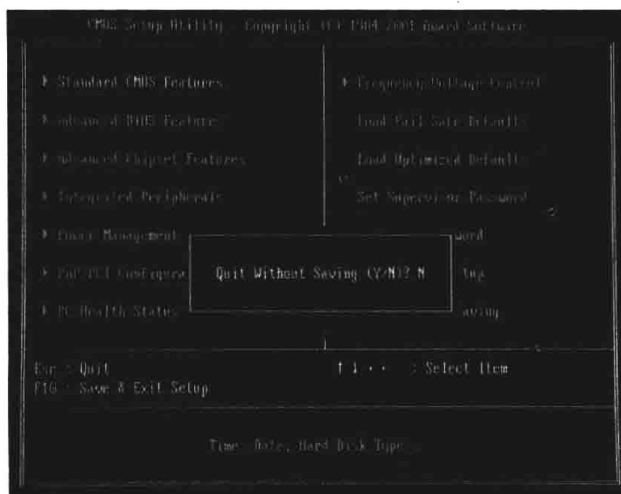 CMOS Setup Utility - Copyright (C) 1984-2001 Award Software
Standard CMOS Features
Frequency/Voltage Control
Advanced BIOS Features
Load Fail-Safe Defaults
Advanced Chipset Features
Load Optimized Defaults
Integrated Peripherals
Set Supervisor Password
Power Management
word
PnP/PCI Configura
Quit Without Saving (Y/N)? N
PC Health Status
aving
Esc : Quit
: Select Item
F10 : Save & Exit Setup
Time, Date, Hard Disk Type